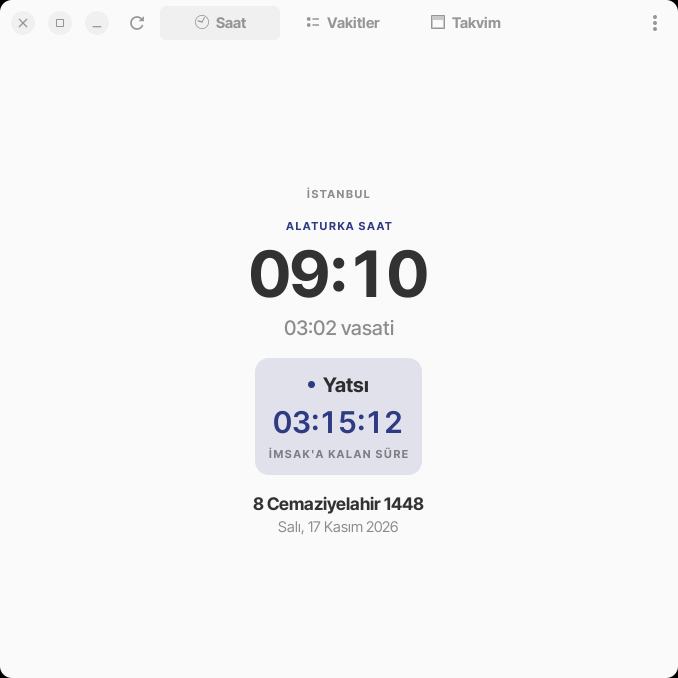 Saat Vakitler Takvim
İSTANBUL
ALATURKA SAAT
09:10
03:02 vasati
• Yatsı
03:15:12
İMSAK'A KALAN SÜRE
8 Cemaziyelahir 1448
Salı, 17 Kasım 2026